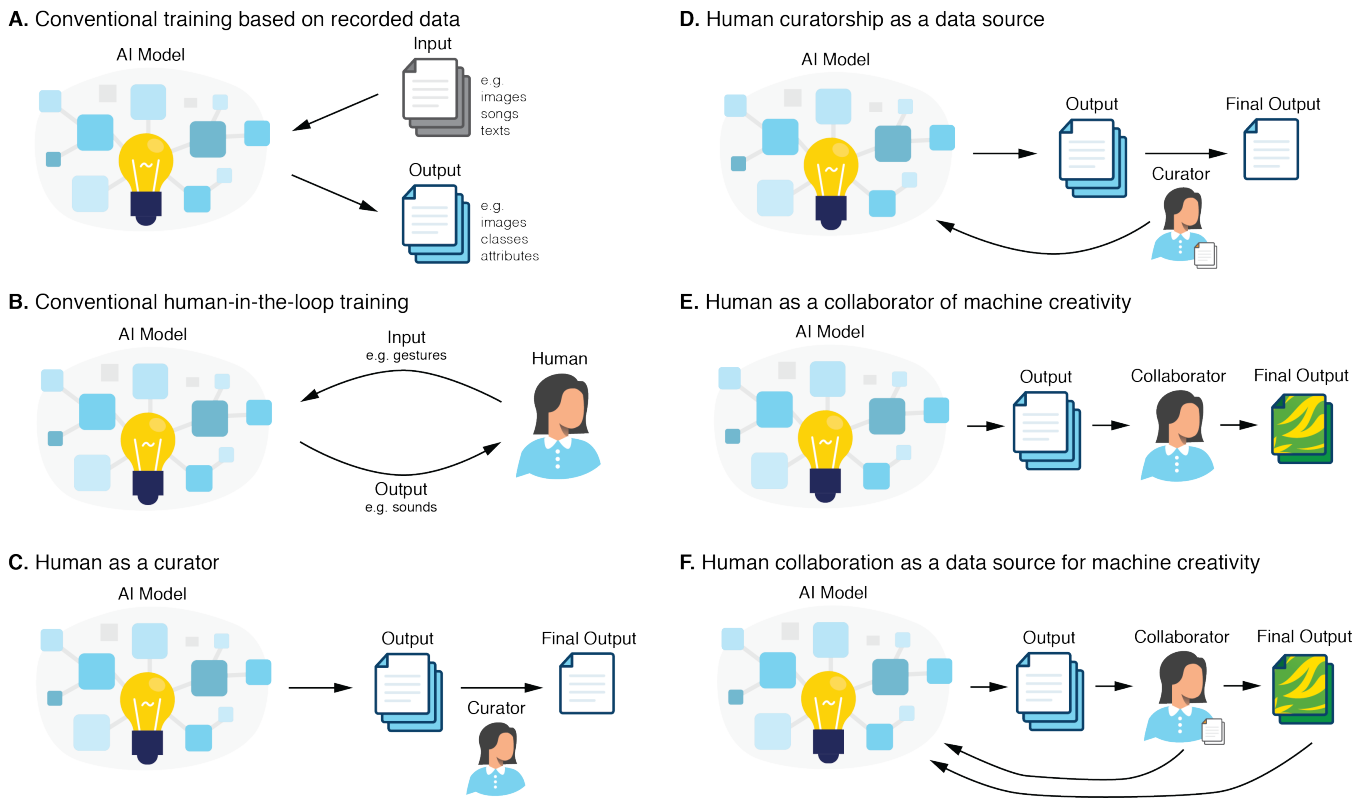 A. Conventional training based on recorded data
AI Model
Input
e.g.
images
songs
texts
Output
e.g.
images
classes
attributes
B. Conventional human-in-the-loop training
AI Model
Input
e.g. gestures
Human
Output
e.g. sounds
C. Human as a curator
AI Model
Output
Final Output
Curator
D. Human curatorship as a data source
AI Model
Output
Final Output
Curator
E. Human as a collaborator of machine creativity
AI Model
Output
Collaborator
Final Output
F. Human collaboration as a data source for machine creativity
AI Model
Output
Collaborator
Final Output